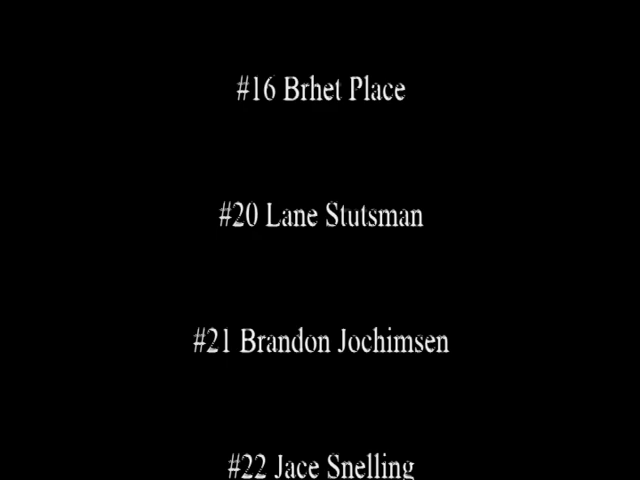 #16 Brhet Place
#20 Lane Stutsman
#21 Brandon Jochimsen
#22 Jace Snelling